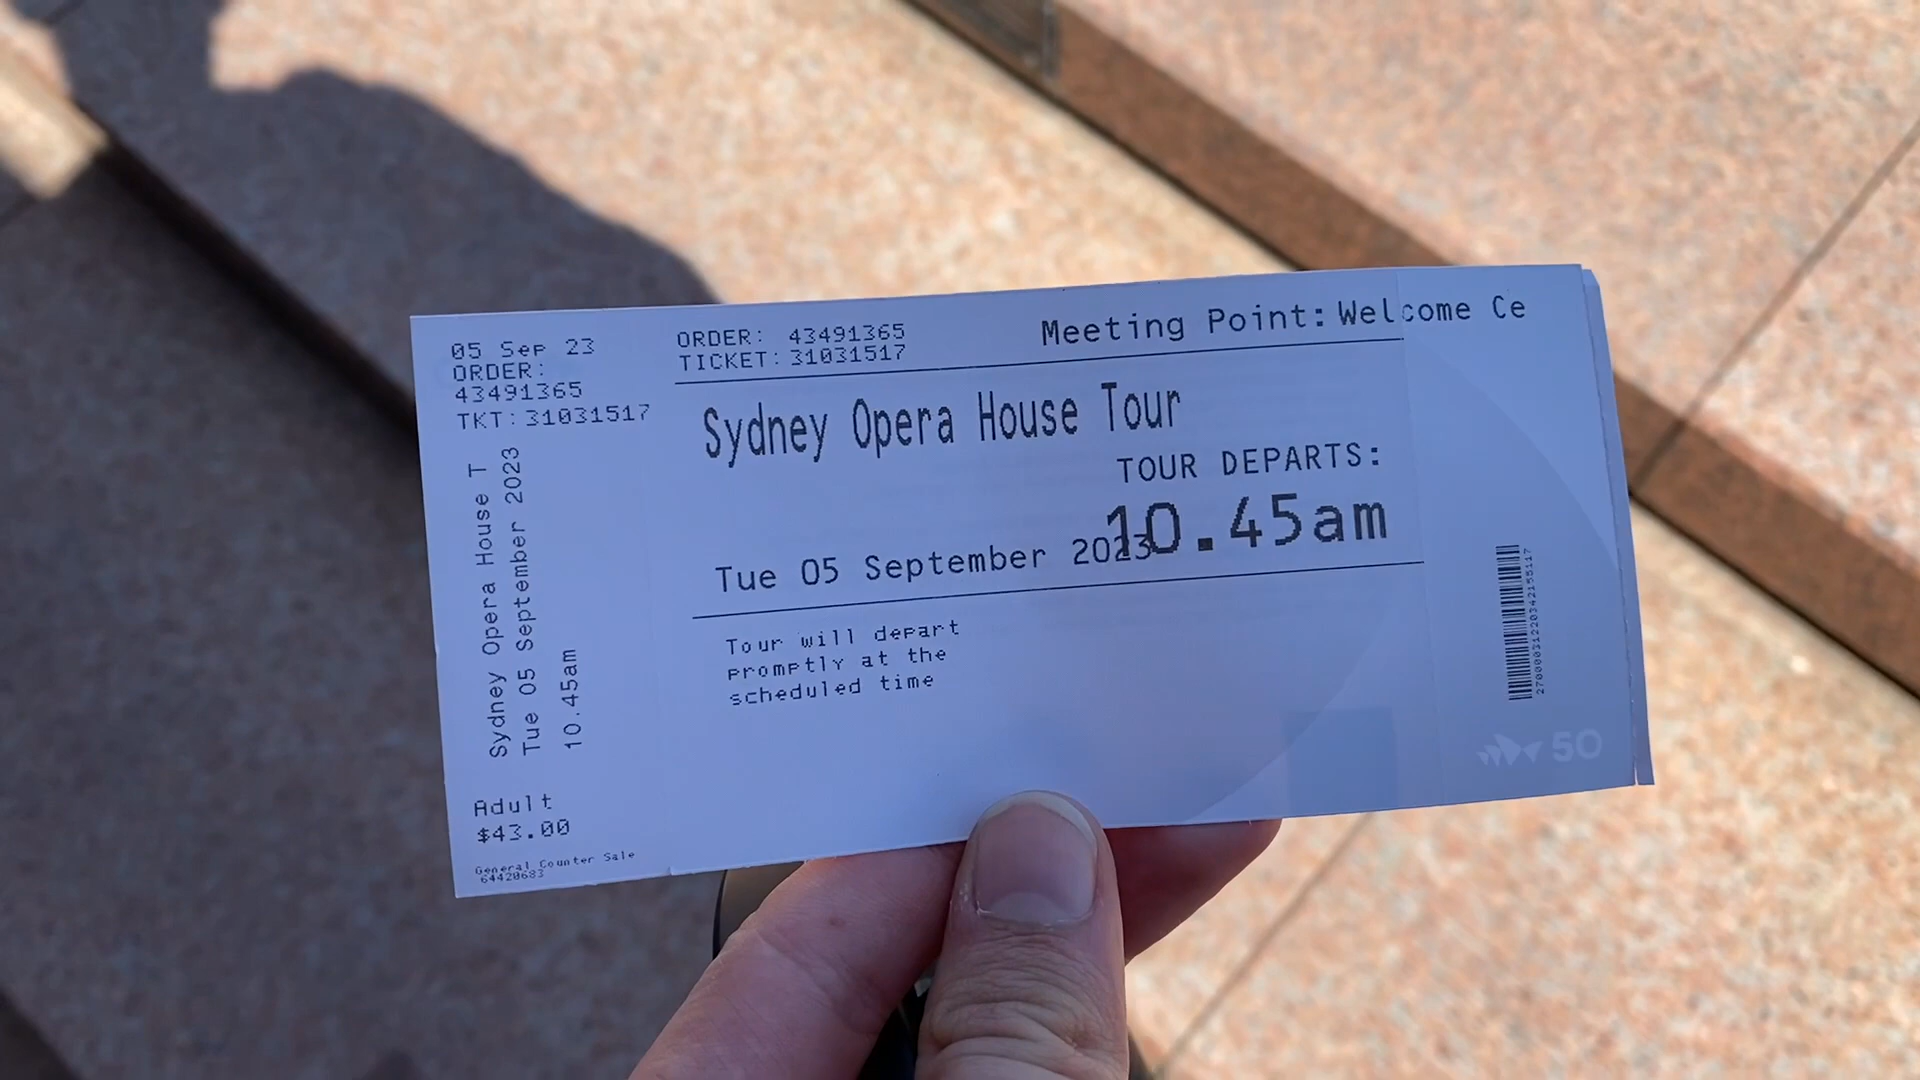 05 Sep 23
ORDER:
43491365
TKT:31031517
Sydney Opera House T
Tue 05 September 2023
10.45am
Adult
$43.00
General Counter Sale
64420683
ORDER: 43491365
TICKET:31031517
Meeting Point: Welcome Ce
Sydney Opera House Tour
TOUR DEPARTS:
10.45am
Tue 05 September 2023
Tour will depart
promptly at the
scheduled time
50